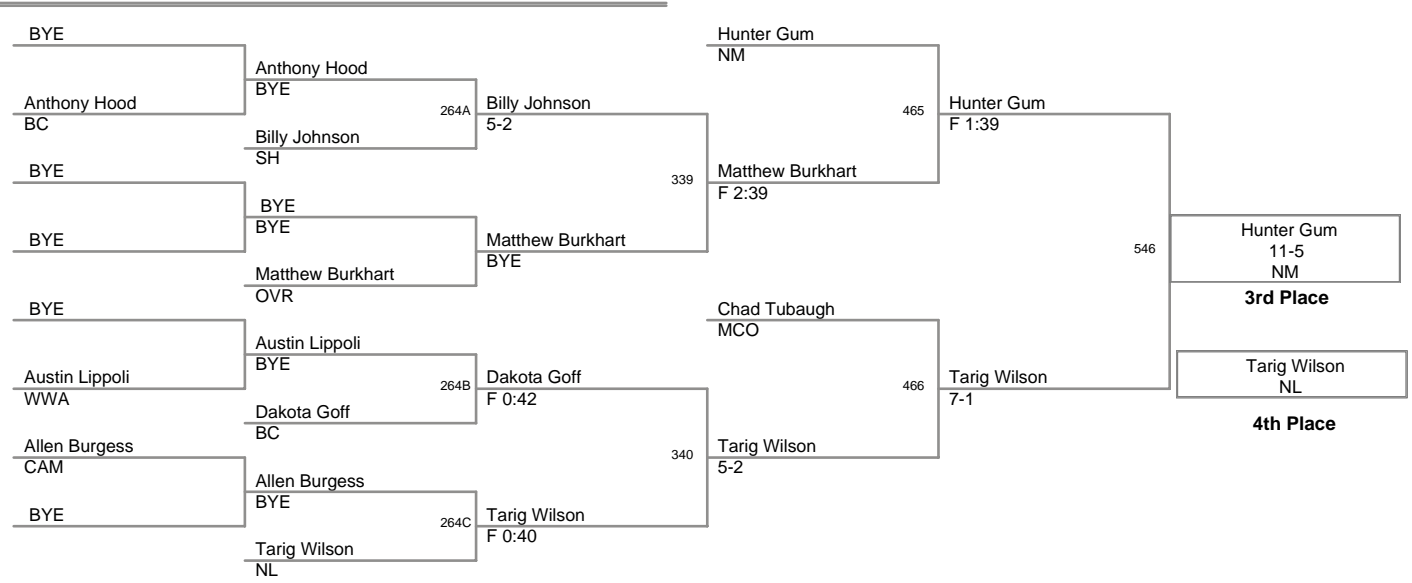 BYE
Anthony Hood
BC
BYE
BYE
BYE
Austin Lippoli
WWA
Allen Burgess
CAM
BYE
Anthony Hood
BYE
264A
Billy Johnson
SH
BYE
BYE
Matthew Burkhart
OVR
Austin Lippoli
BYE
264B
Dakota Goff
BC
Allen Burgess
BYE
264C
Tarig Wilson
NL
Billy Johnson
5-2
339
Matthew Burkhart
BYE
Dakota Goff
F 0:42
340
Tarig Wilson
F 0:40
Hunter Gum
NM
465
Matthew Burkhart
F 2:39
Chad Tubaugh
MCO
466
Tarig Wilson
5-2
Hunter Gum
F 1:39
546
Tarig Wilson
7-1
Hunter Gum
11-5
NM
3rd Place
Tarig Wilson
NL
4th Place